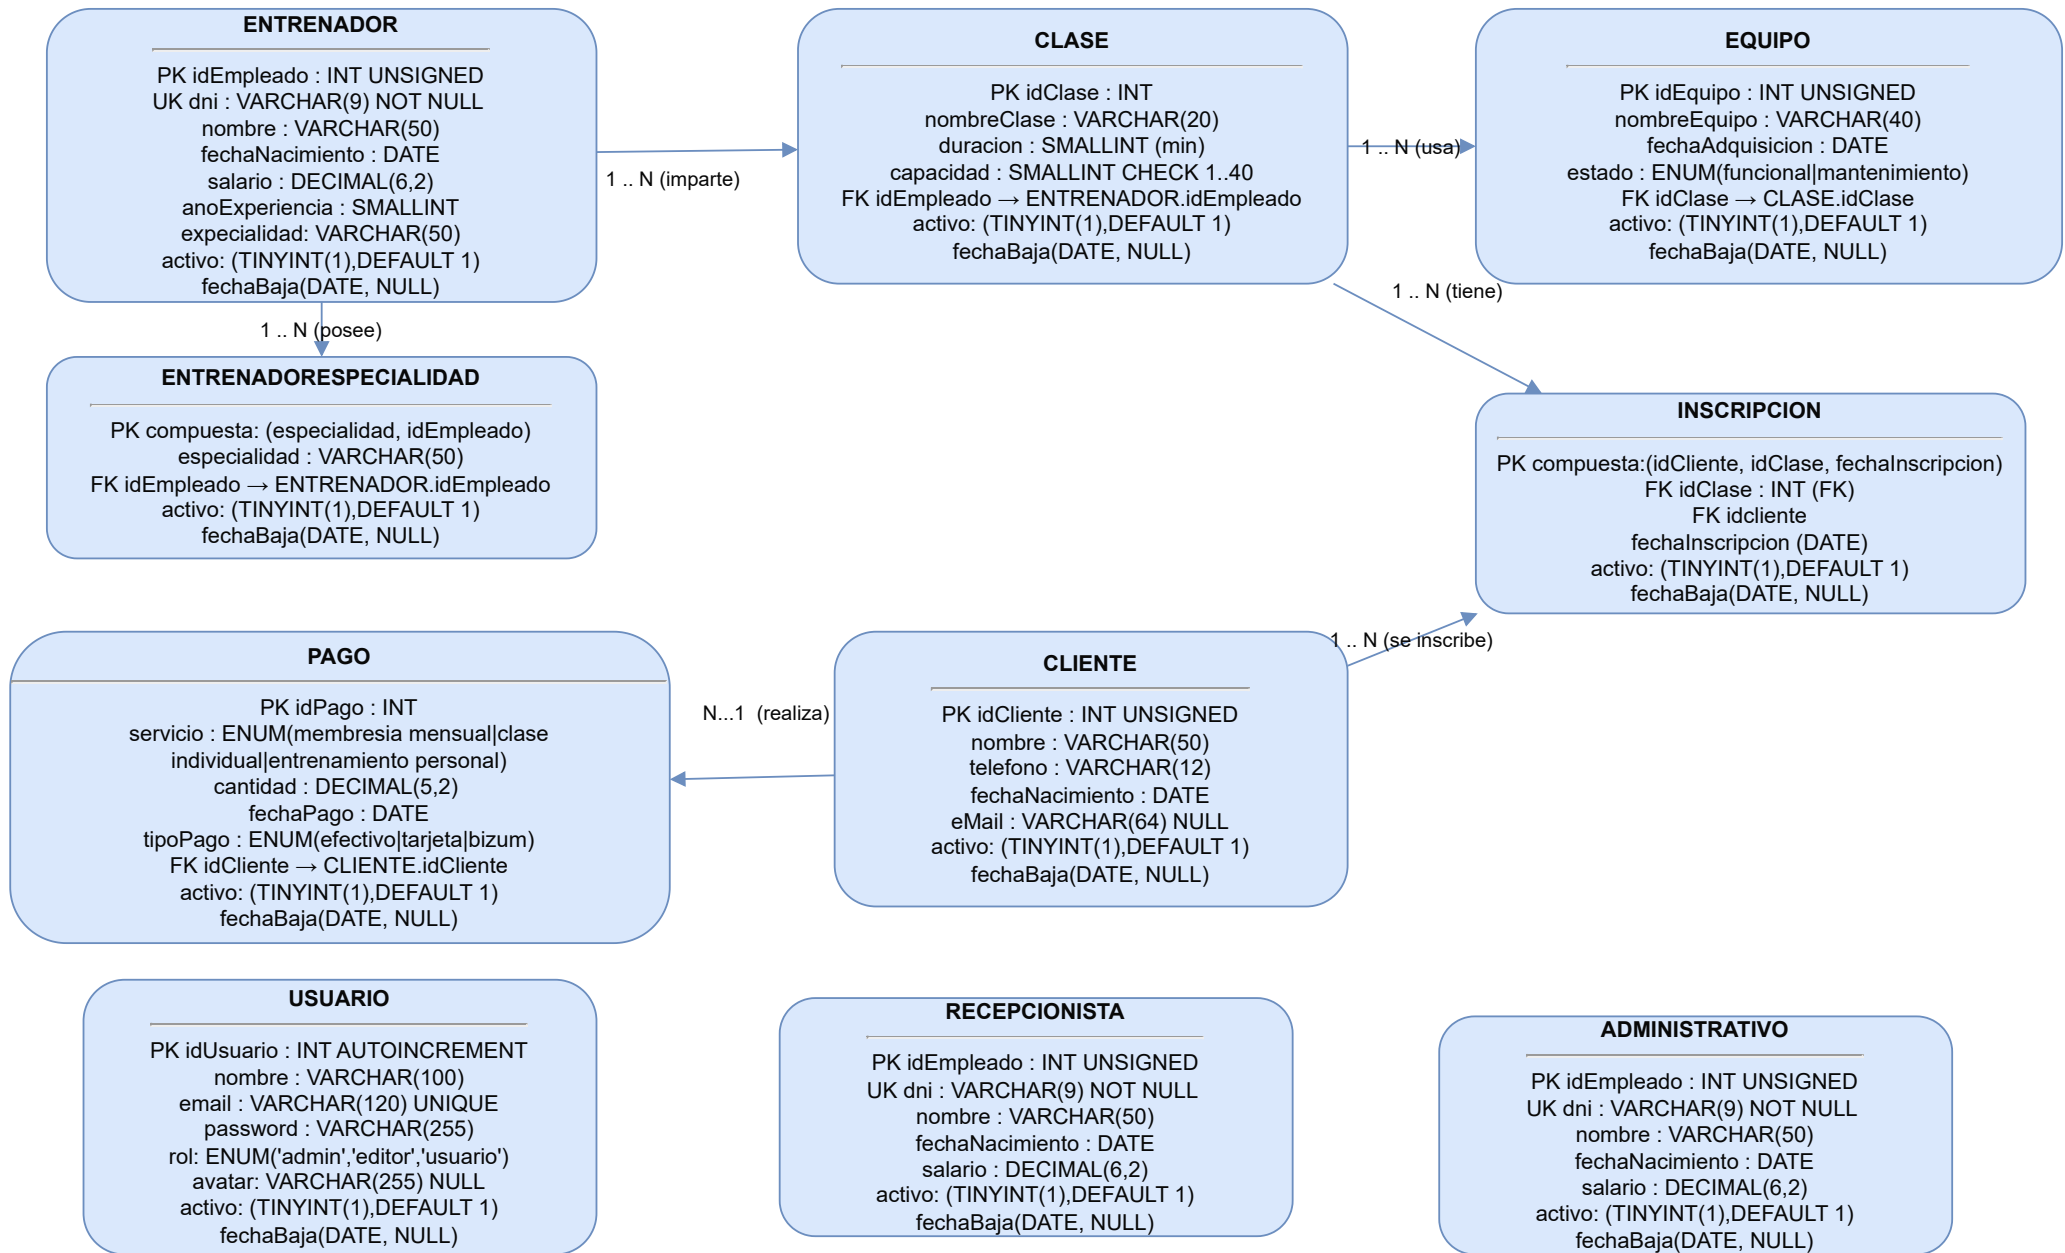 ENTRENADOR
PK idEmpleado : INT UNSIGNED
UK dni : VARCHAR(9) NOT NULL
nombre : VARCHAR(50)
fechaNacimiento : DATE
salario : DECIMAL(6,2)
anoExperiencia : SMALLINT
expecialidad: VARCHAR(50)
activo: (TINYINT(1),DEFAULT 1)
fechaBaja(DATE, NULL)
1 .. N (imparte)
CLASE
PK idClase : INT
nombreClase : VARCHAR(20)
duracion : SMALLINT (min)
capacidad : SMALLINT CHECK 1..40
FK idEmpleado → ENTRENADOR.idEmpleado
activo: (TINYINT(1),DEFAULT 1)
fechaBaja(DATE, NULL)
1 .. N (usa)
EQUIPO
PK idEquipo : INT UNSIGNED
nombreEquipo : VARCHAR(40)
fechaAdquisicion : DATE
estado : ENUM(funcional|mantenimiento)
FK idClase → CLASE.idClase
activo: (TINYINT(1),DEFAULT 1)
fechaBaja(DATE, NULL)
1 .. N (tiene)
1 .. N (posee)
ENTRENADORESPECIALIDAD
PK compuesta: (especialidad, idEmpleado)
especialidad : VARCHAR(50)
FK idEmpleado → ENTRENADOR.idEmpleado
activo: (TINYINT(1),DEFAULT 1)
fechaBaja(DATE, NULL)
INSCRIPCION
PK compuesta:(idCliente, idClase, fechaInscripcion)
FK idClase : INT (FK)
FK idcliente
fechaInscripcion (DATE)
activo: (TINYINT(1),DEFAULT 1)
fechaBaja(DATE, NULL)
PAGO
PK idPago : INT
servicio : ENUM(membresia mensual|clase
individual|entrenamiento personal)
cantidad : DECIMAL(5,2)
fechaPago : DATE
tipoPago : ENUM(efectivo|tarjeta|bizum)
FK idCliente → CLIENTE.idCliente
activo: (TINYINT(1),DEFAULT 1)
fechaBaja(DATE, NULL)
N...1 (realiza)
CLIENTE
PK idCliente : INT UNSIGNED
nombre : VARCHAR(50)
telefono : VARCHAR(12)
fechaNacimiento : DATE
eMail : VARCHAR(64) NULL
activo: (TINYINT(1),DEFAULT 1)
fechaBaja(DATE, NULL)
1 .. N (se inscribe)
USUARIO
PK idUsuario : INT AUTOINCREMENT
nombre : VARCHAR(100)
email : VARCHAR(120) UNIQUE
password : VARCHAR(255)
rol: ENUM('admin','editor','usuario')
avatar: VARCHAR(255) NULL
activo: (TINYINT(1),DEFAULT 1)
fechaBaja(DATE, NULL)
RECEPCIONISTA
PK idEmpleado : INT UNSIGNED
UK dni : VARCHAR(9) NOT NULL
nombre : VARCHAR(50)
fechaNacimiento : DATE
salario : DECIMAL(6,2)
activo: (TINYINT(1),DEFAULT 1)
fechaBaja(DATE, NULL)
ADMINISTRATIVO
PK idEmpleado : INT UNSIGNED
UK dni : VARCHAR(9) NOT NULL
nombre : VARCHAR(50)
fechaNacimiento : DATE
salario : DECIMAL(6,2)
activo: (TINYINT(1),DEFAULT 1)
fechaBaja(DATE, NULL)